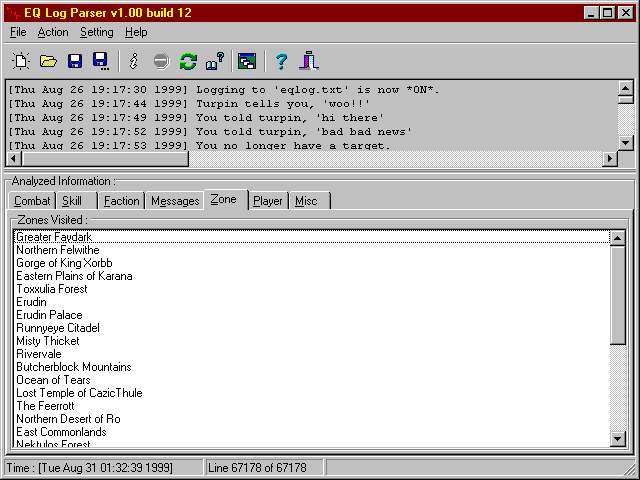 EQ Log Parser v1.00 build 12
File Action Setting Help
[Thu Aug 26 19:17:30 1999] Logging to 'eqlog.txt' is now *ON*.
[Thu Aug 26 19:17:44 1999] Turpin tells you, 'woo!!'
[Thu Aug 26 19:17:49 1999] You told turpin, 'hi there'
[Thu Aug 26 19:17:52 1999] You told turpin, 'bad bad news'
[Thu Aug 26 19:17:53 1999] You no longer have a target.
Analyzed Information :
Combat Skill Faction Messages Zone Player Misc
Zones Visited :
Greater Faydark
Northern Felwithe
Gorge of King Xorbb
Eastern Plains of Karana
Toxxulia Forest
Erudin
Erudin Palace
Runnyeye Citadel
Misty Thicket
Rivervale
Butcherblock Mountains
Ocean of Tears
Lost Temple of CazicThule
The Feerrott
Northern Desert of Ro
East Commonlands
Nektulos Forest
Time : [Tue Aug 31 01:32:39 1999] Line 67178 of 67178